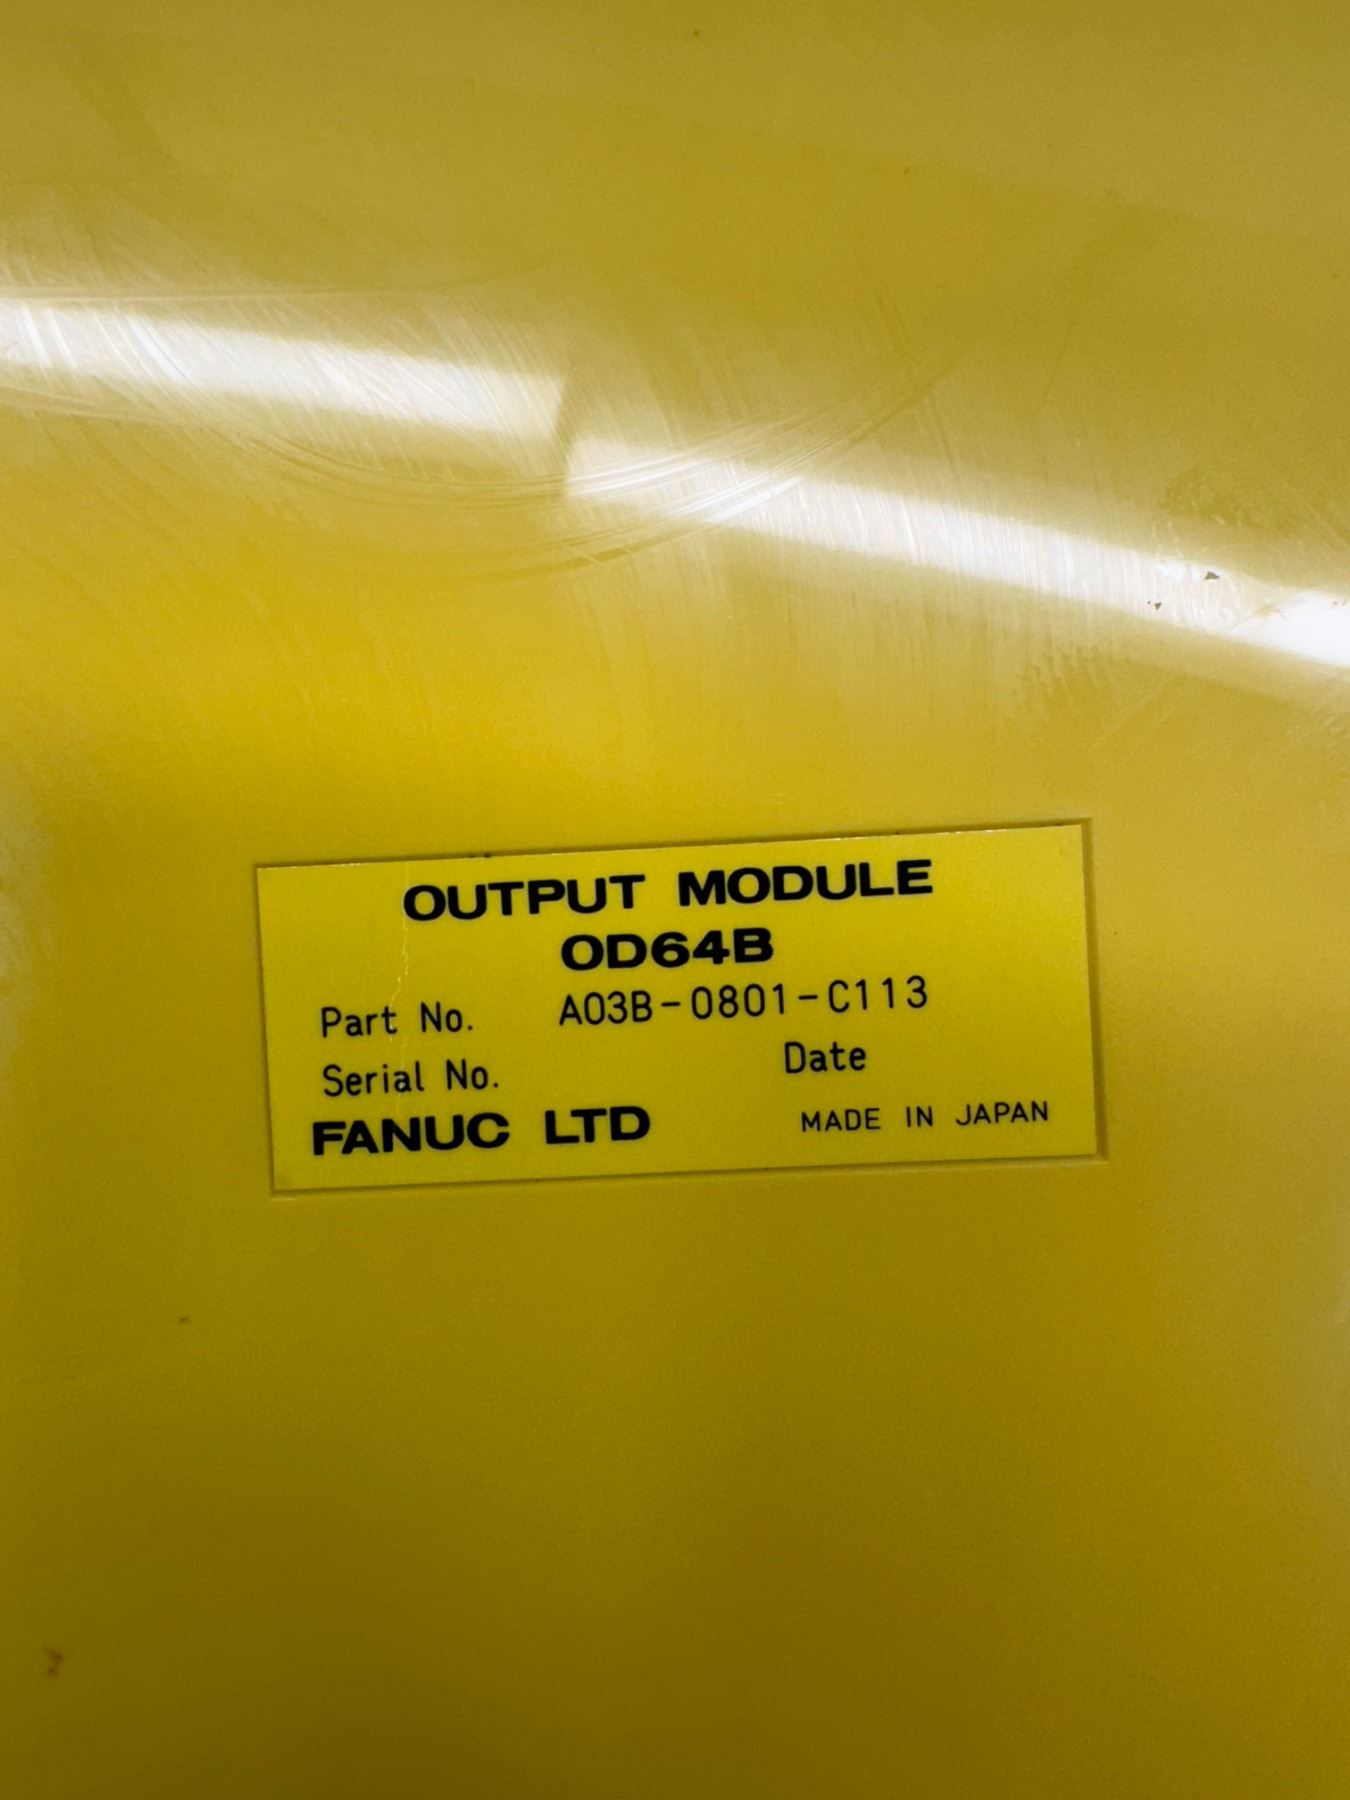 OUTPUT MODULE
OD64B
Part No. A03B-0801-C113
Serial No. Date
FANUC LTD MADE IN JAPAN